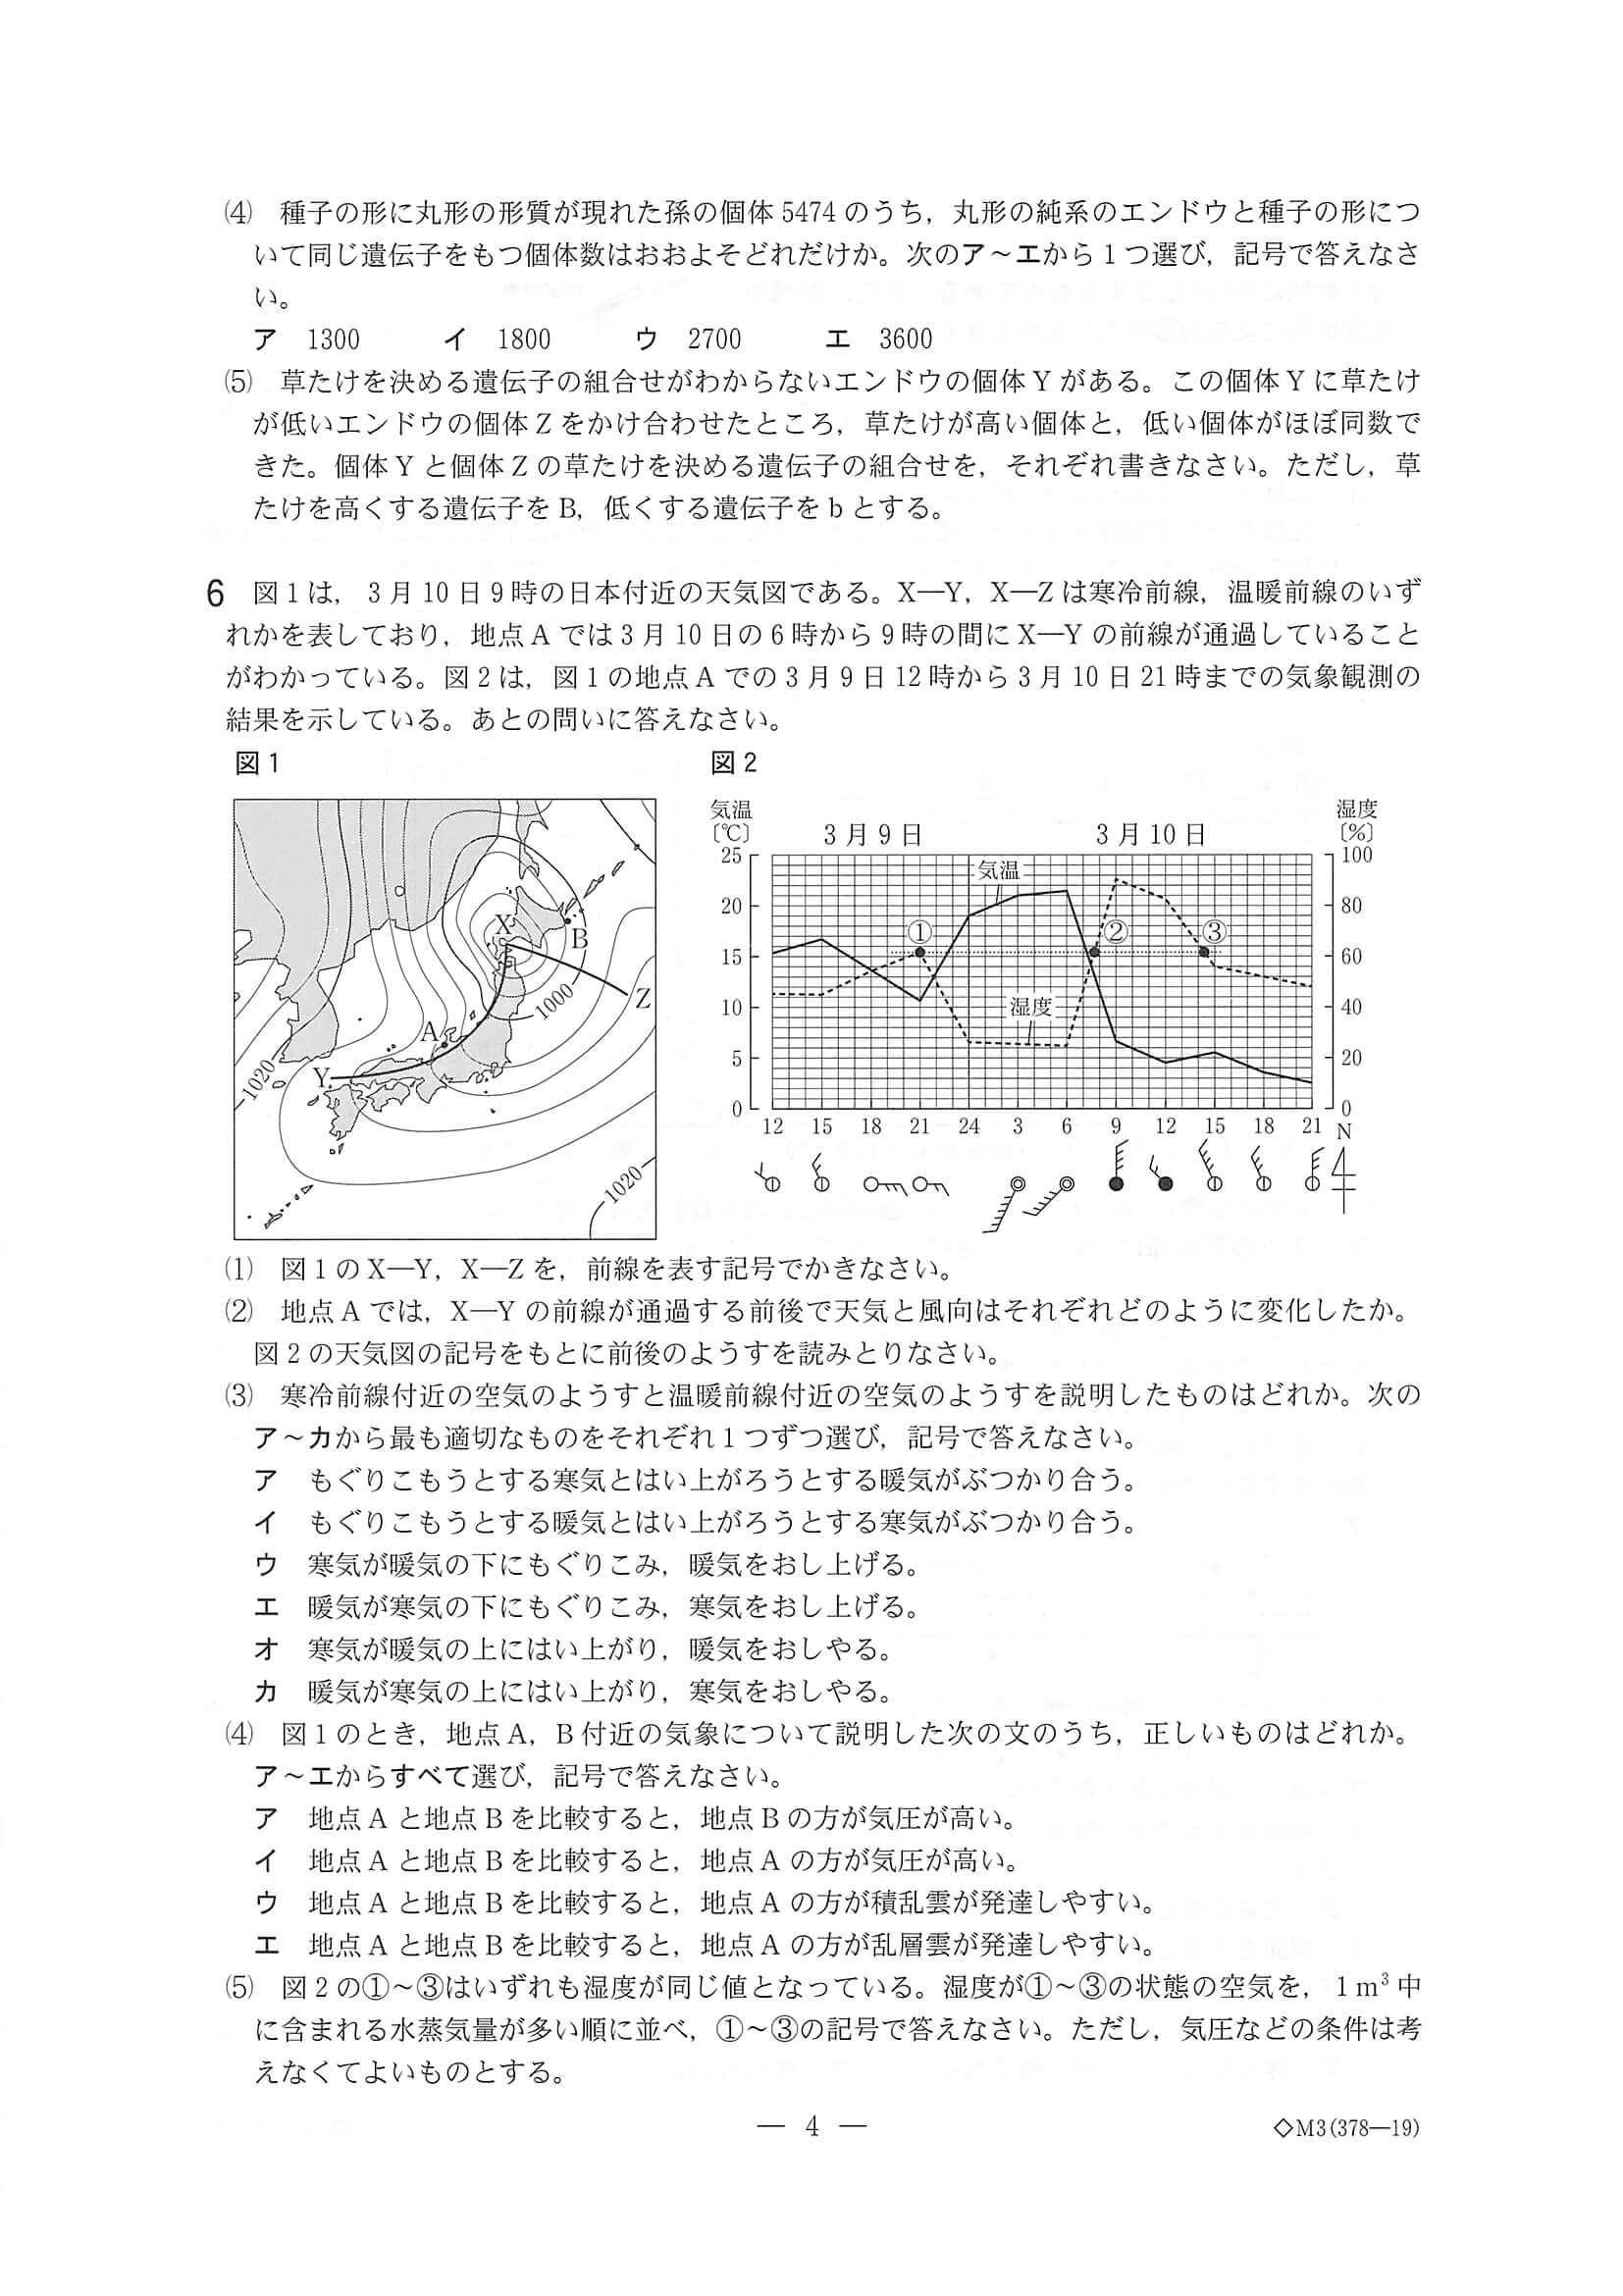 ⑷ 種子の形に丸形の形質が現れた孫の個体5474のうち，丸形の純系のエンドウと種子の形につ
いて同じ遺伝子をもつ個体数はおおよそどれだけか。次のア～エから1つ選び，記号で答えなさ
い。
ア 1300 イ 1800 ウ 2700 エ 3600
⑸ 草たけを決める遺伝子の組合せがわからないエンドウの個体Yがある。この個体Yに草たけ
が低いエンドウの個体Zをかけ合わせたところ，草たけが高い個体と，低い個体がほぼ同数で
きた。個体Yと個体Zの草たけを決める遺伝子の組合せを，それぞれ書きなさい。ただし，草
たけを高くする遺伝子をB，低くする遺伝子をbとする。
6 図1は，3月10日9時の日本付近の天気図である。X―Y，X―Zは寒冷前線，温暖前線のいず
れかを表しており，地点Aでは3月10日の6時から9時の間にX―Yの前線が通過していること
がわかっている。図2は，図1の地点Aでの3月9日12時から3月10日21時までの気象観測の
結果を示している。あとの問いに答えなさい。
図1
X
B
Z
1000
A
Y
1020
1020
図2
気温
〔℃〕
3月9日
3月10日
湿度
〔%〕
25
20
15
10
5
0
気温
湿度
①
②
③
100
80
60
40
20
0
12 15 18 21 24 3 6 9 12 15 18 21
N
⑴ 図1のX―Y，X―Zを，前線を表す記号でかきなさい。
⑵ 地点Aでは，X―Yの前線が通過する前後で天気と風向はそれぞれどのように変化したか。
図2の天気図の記号をもとに前後のようすを読みとりなさい。
⑶ 寒冷前線付近の空気のようすと温暖前線付近の空気のようすを説明したものはどれか。次の
ア～カから最も適切なものをそれぞれ1つずつ選び，記号で答えなさい。
ア もぐりこもうとする寒気とはい上がろうとする暖気がぶつかり合う。
イ もぐりこもうとする暖気とはい上がろうとする寒気がぶつかり合う。
ウ 寒気が暖気の下にもぐりこみ，暖気をおし上げる。
エ 暖気が寒気の下にもぐりこみ，寒気をおし上げる。
オ 寒気が暖気の上にはい上がり，暖気をおしやる。
カ 暖気が寒気の上にはい上がり，寒気をおしやる。
⑷ 図1のとき，地点A，B付近の気象について説明した次の文のうち，正しいものはどれか。
ア～エからすべて選び，記号で答えなさい。
ア 地点Aと地点Bを比較すると，地点Bの方が気圧が高い。
イ 地点Aと地点Bを比較すると，地点Aの方が気圧が高い。
ウ 地点Aと地点Bを比較すると，地点Aの方が積乱雲が発達しやすい。
エ 地点Aと地点Bを比較すると，地点Aの方が乱層雲が発達しやすい。
⑸ 図2の①～③はいずれも湿度が同じ値となっている。湿度が①～③の状態の空気を，1m³中
に含まれる水蒸気量が多い順に並べ，①～③の記号で答えなさい。ただし，気圧などの条件は考
えなくてよいものとする。
― 4 ―
◇M3(378―19)